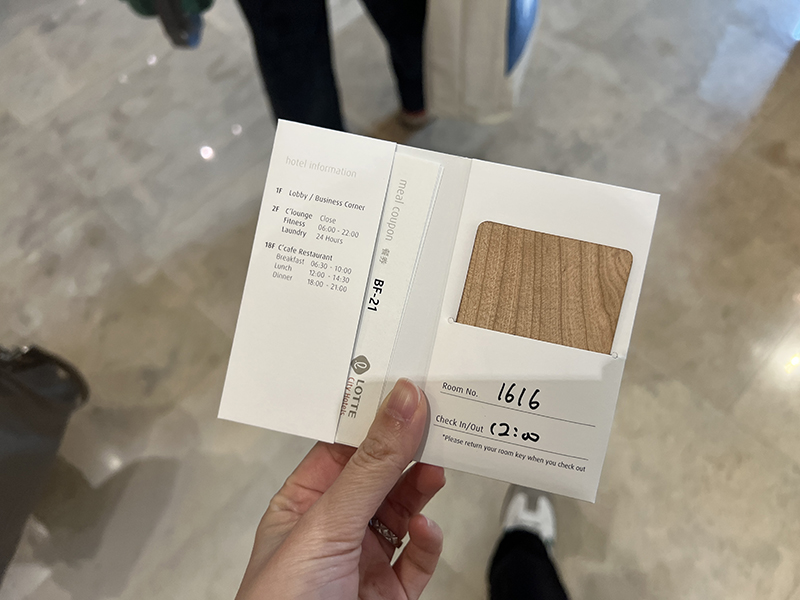 hotel information
1F Lobby / Business Corner
2F C'lounge Close
Fitness 06:00 - 22:00
Laundry 24 Hours
18F C'cafe Restaurant
Breakfast 06:30 - 10:00
Lunch 12:00 - 14:30
Dinner 18:00 - 21:00
meal coupon 餐券
BF-21
LOTTE
City Hotels
Room No. 1616
Check In/Out 12:00
*Please return your room key when you check out